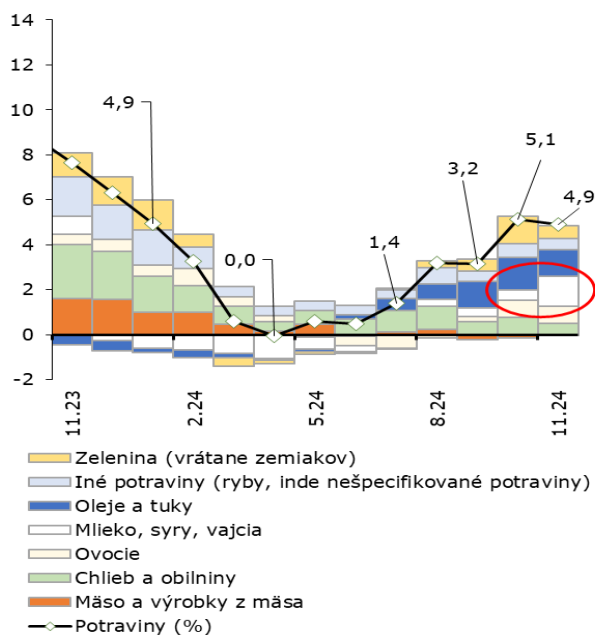 14
12
10
8
6
4
2
0
-2
4,9
0,0
1,4
3,2
5,1
4,9
11.23
2.24
5.24
8.24
11.24
Zelenina (vrátane zemiakov)
Iné potraviny (ryby, inde nešpecifikované potraviny)
Oleje a tuky
Mlieko, syry, vajcia
Ovocie
Chlieb a obilniny
Mäso a výrobky z mäsa
Potraviny (%)